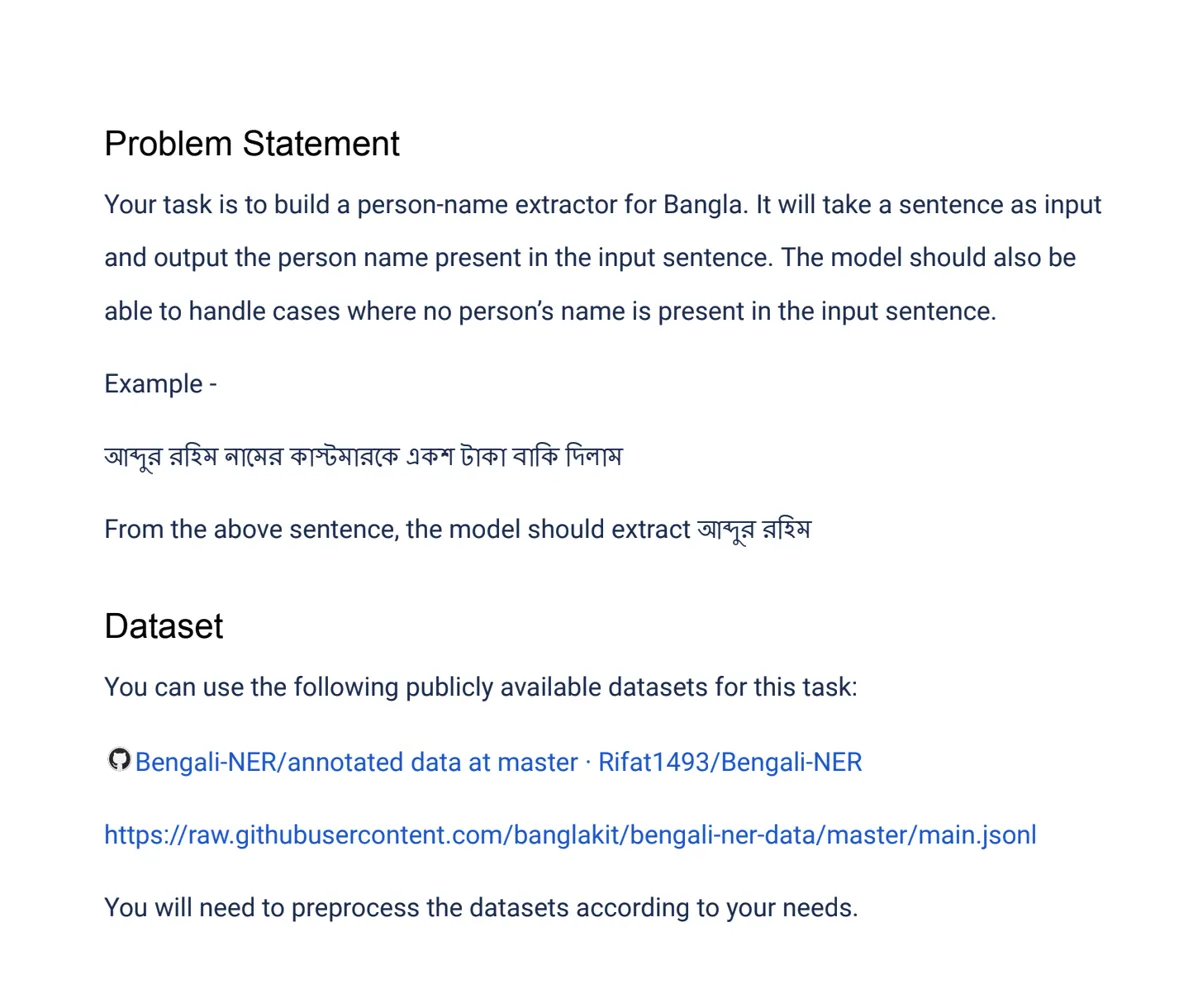 Problem Statement
Your task is to build a person-name extractor for Bangla. It will take a sentence as input
and output the person name present in the input sentence. The model should also be
able to handle cases where no person’s name is present in the input sentence.
Example -
আব্দুর রহিম নামের কাস্টমারকে একশ টাকা বাকি দিলাম
From the above sentence, the model should extract আব্দুর রহিম
Dataset
You can use the following publicly available datasets for this task:
Bengali-NER/annotated data at master · Rifat1493/Bengali-NER
https://raw.githubusercontent.com/banglakit/bengali-ner-data/master/main.jsonl
You will need to preprocess the datasets according to your needs.